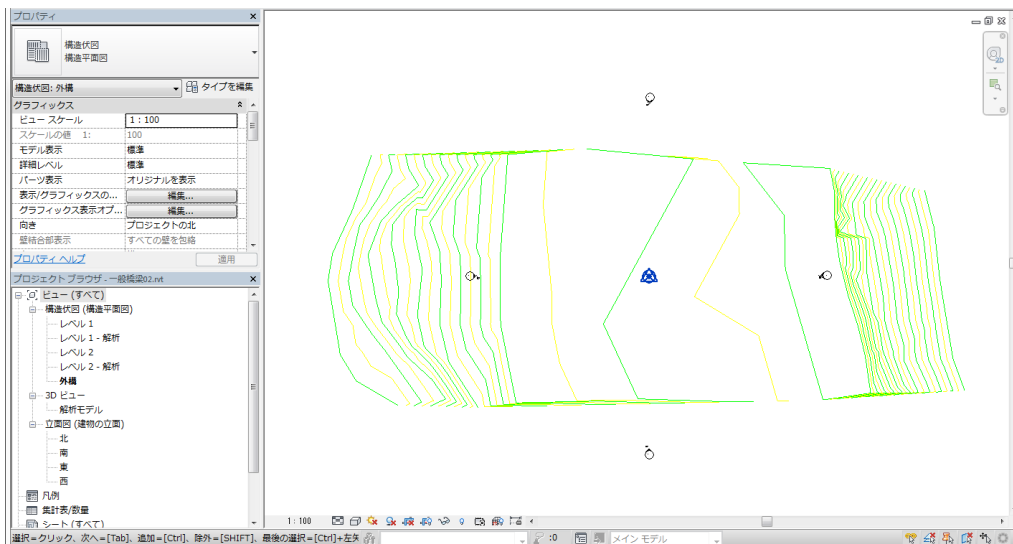 プロパティ
構造伏図
構造平面図
構造伏図: 外構
タイプを編集
グラフィックス
ビュー スケール 1 : 100
スケールの値 1: 100
モデル表示 標準
詳細レベル 標準
パーツ表示 オリジナルを表示
表示/グラフィックスの... 編集...
グラフィックス表示オプ... 編集...
向き プロジェクトの北
壁結合部表示 すべての壁を包絡
プロパティ ヘルプ 適用
プロジェクト ブラウザ - 一般橋梁02.rvt
ビュー (すべて)
構造伏図 (構造平面図)
レベル 1
レベル 1 - 解析
レベル 2
レベル 2 - 解析
外構
3D ビュー
解析モデル
立面図 (建物の立面)
北
南
東
西
凡例
集計表/数量
シート (すべて)
2D
1 : 100
選択=クリック、次へ=[Tab]、追加=[Ctrl]、除外=[SHIFT]、最後の選択=[Ctrl]+左矢
:0
メイン モデル